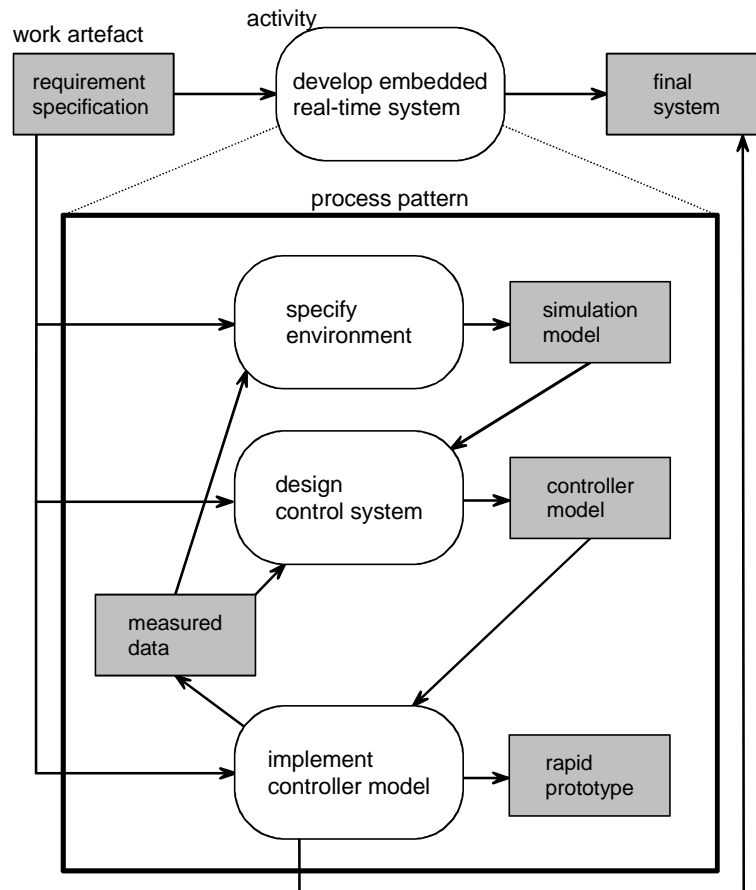 activity
work artefact
requirement
specification
develop embedded
real-time system
final
system
process pattern
specify
environment
simulation
model
design
control system
controller
model
measured
data
implement
controller model
rapid
prototype